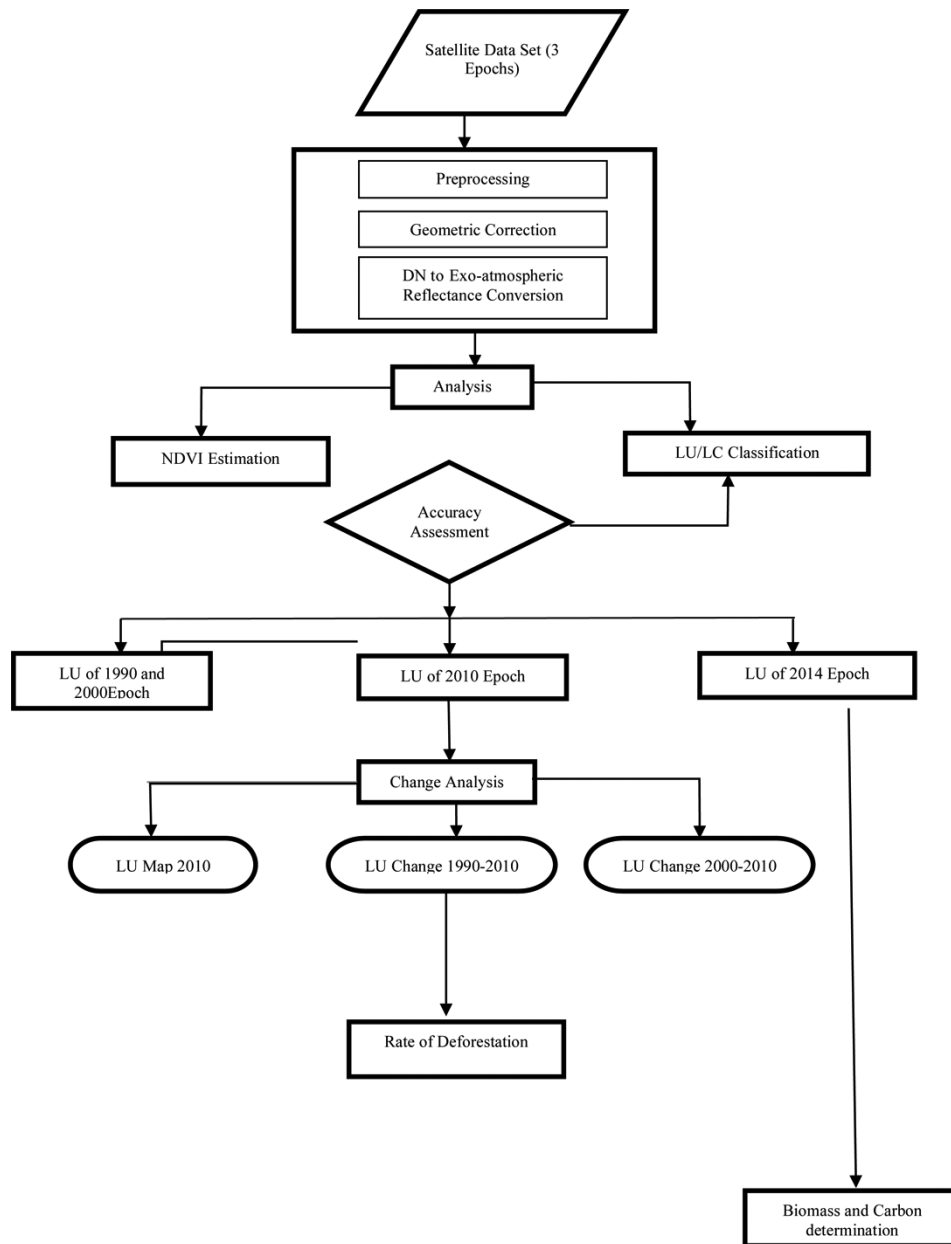 Satellite Data Set (3
Epochs)
Preprocessing
Geometric Correction
DN to Exo-atmospheric
Reflectance Conversion
Analysis
NDVI Estimation
LU/LC Classification
Accuracy
Assessment
LU of 1990 and
2000Epoch
LU of 2010 Epoch
LU of 2014 Epoch
Change Analysis
LU Map 2010
LU Change 1990-2010
LU Change 2000-2010
Rate of Deforestation
Biomass and Carbon
determination